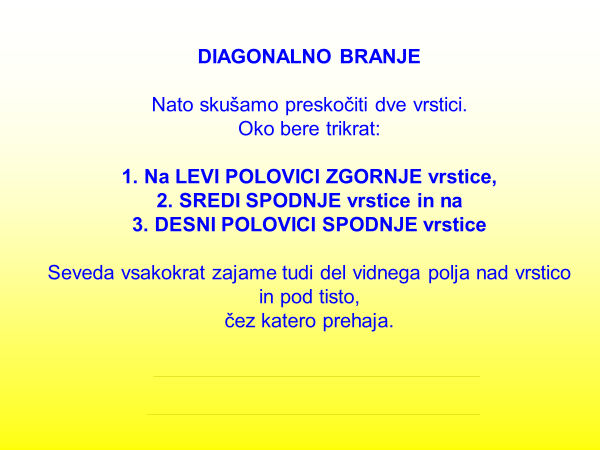 DIAGONALNO BRANJE
Nato skušamo preskočiti dve vrstici.
Oko bere trikrat:
1. Na LEVI POLOVICI ZGORNJE vrstice,
2. SREDI SPODNJE vrstice in na
3. DESNI POLOVICI SPODNJE vrstice
Seveda vsakokrat zajame tudi del vidnega polja nad vrstico
in pod tisto,
čez katero prehaja.